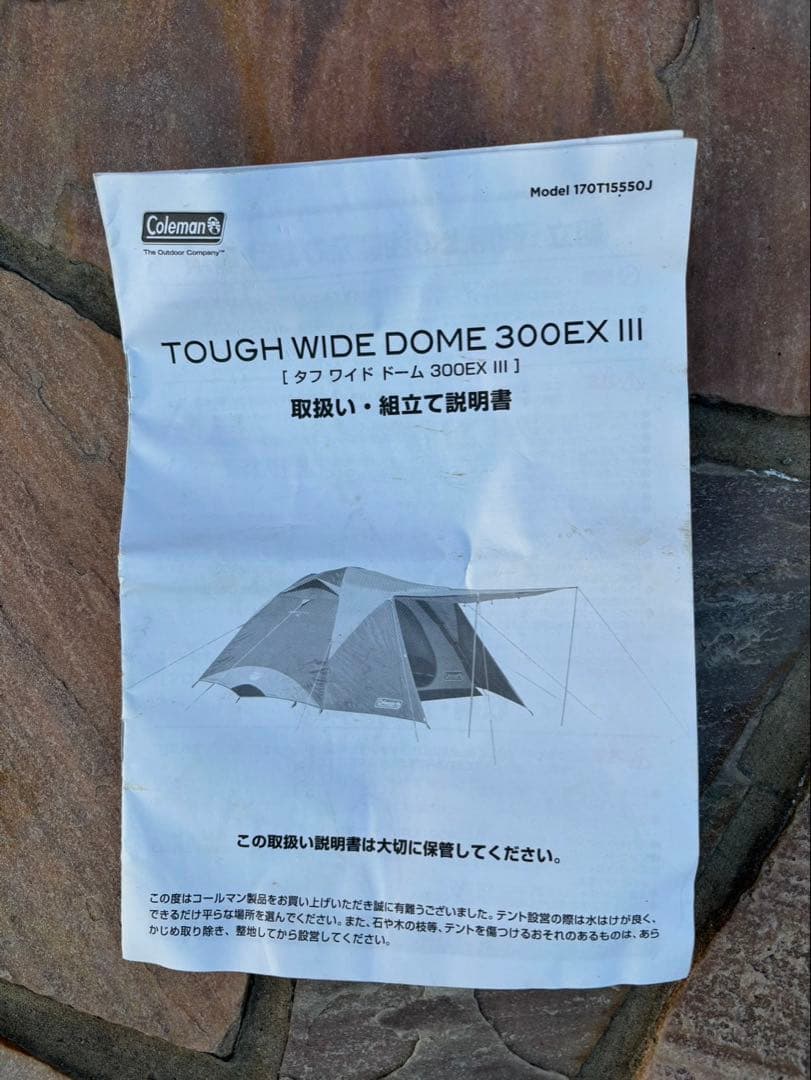 Model 170T15550J
Coleman
The Outdoor Company™
TOUGH WIDE DOME 300EX III
[ タフ ワイド ドーム 300EX III ]
取扱い・組立て説明書
Coleman
この取扱い説明書は大切に保管してください。
この度はコールマン製品をお買い上げいただき誠に有難うございました。テント設営の際は水はけが良く、
できるだけ平らな場所を選んでください。また、石や木の枝等、テントを傷つけるおそれのあるものは、あら
かじめ取り除き、整地してから設営してください。